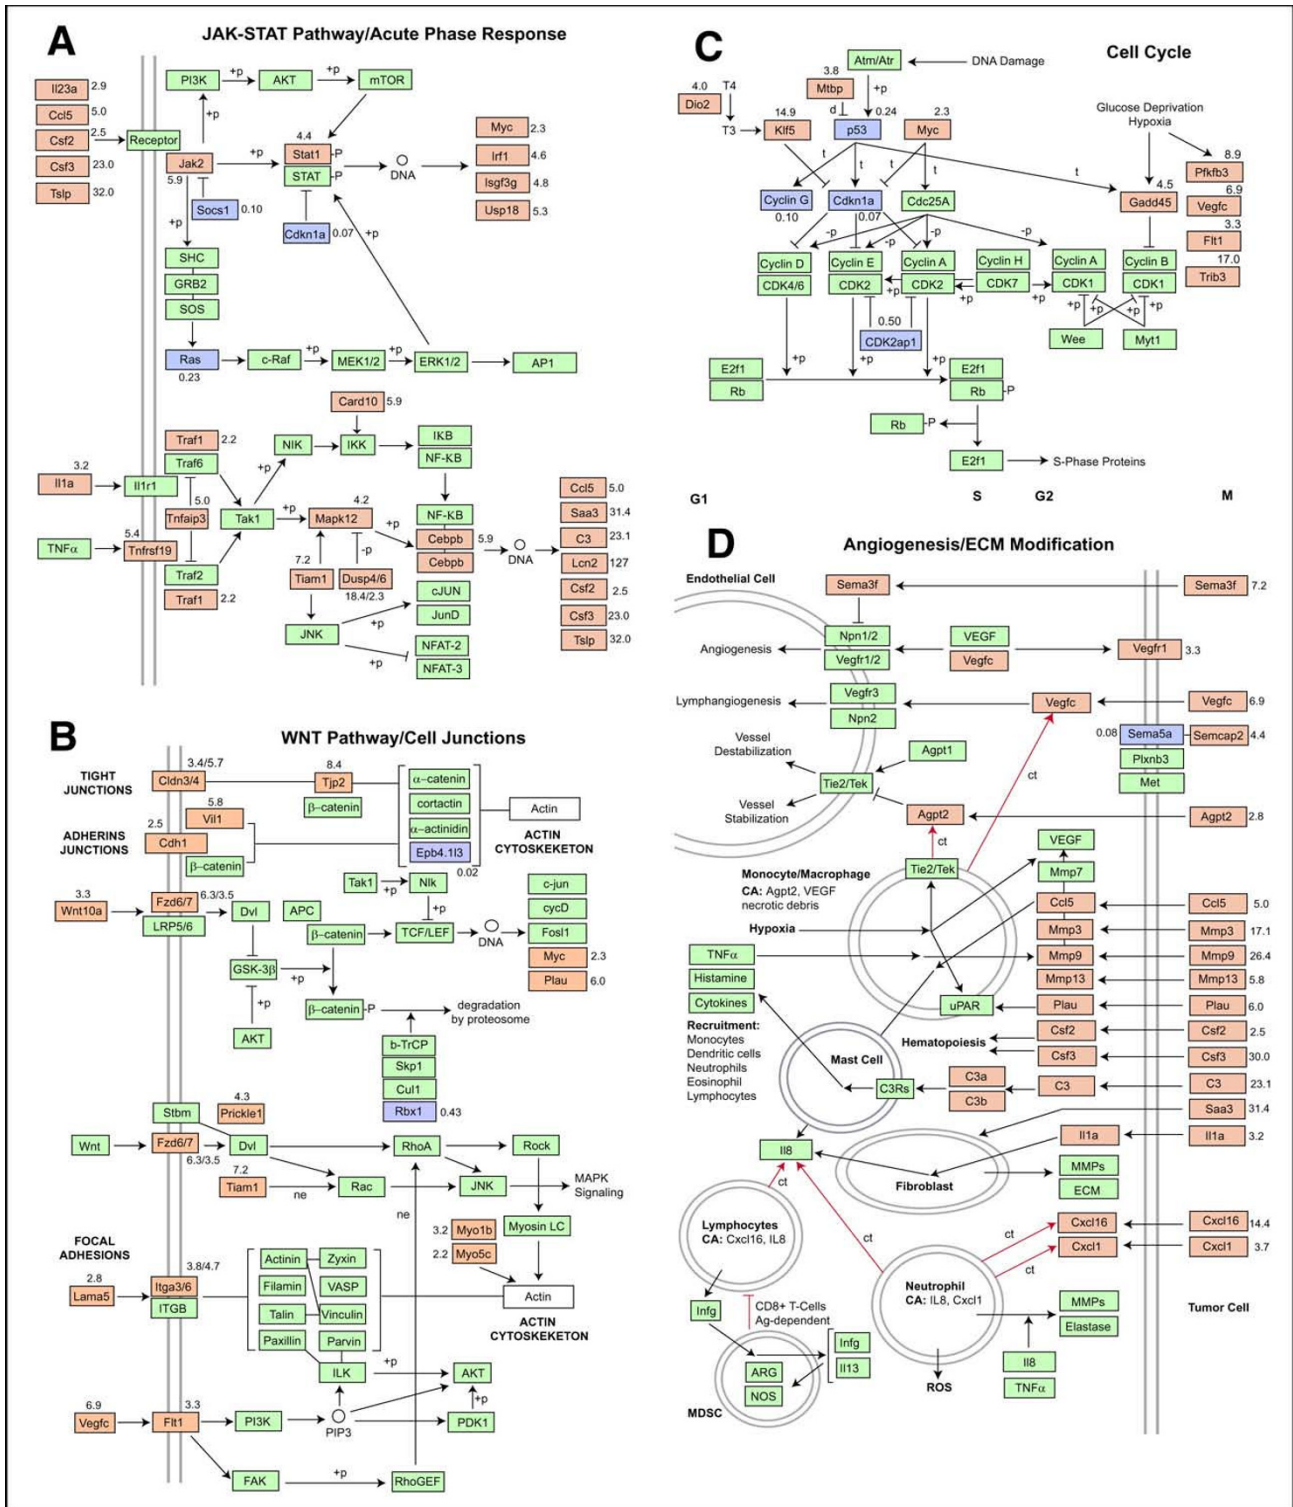 A
JAK-STAT Pathway/Acute Phase Response
Il23a 2.9
Ccl5 5.0
Csf2 2.5
Csf3 23.0
Tslp 32.0
Receptor
PI3K +p AKT +p mTOR
+p
Jak2 5.9
+p
4.4
Stat1 -P
STAT -P
DNA
Myc 2.3
Irf1 4.6
Isgf3g 4.8
Usp18 5.3
Socs1 0.10
Cdkn1a 0.07
+p
+p
SHC
GRB2
SOS
Ras c-Raf +p MEK1/2 +p ERK1/2 AP1
0.23
Card10 5.9
Traf1 2.2
Traf6
NIK IKK
IKB
NF-KB
3.2
Il1a Il1r1
+p
5.0
Tnfaip3
Tak1 +p
4.2
Mapk12
+p
NF-KB
Cebpb 5.9
Cebpb
DNA
TNFα
5.4
Tnfrsf19
Traf2
Traf1 2.2
7.2
Tiam1
-p
Dusp4/6
18.4/2.3
cJUN
JunD
JNK
+p
+p
NFAT-2
NFAT-3
Ccl5 5.0
Saa3 31.4
C3 23.1
Lcn2 127
Csf2 2.5
Csf3 23.0
Tslp 32.0
B
WNT Pathway/Cell Junctions
TIGHT
JUNCTIONS
3.4/5.7
Cldn3/4
8.4
Tjp2
β-catenin
α-catenin
cortactin
α-actinidin
Epb4.1l3
0.02
Actin
ACTIN
CYTOSKEKETON
5.8
Vil1
ADHERINS
JUNCTIONS
2.5
Cdh1
β-catenin
Tak1 +p Nlk
+p
3.3
Wnt10a
Fzd6/7 6.3/3.5
LRP5/6
Dvl
APC
β-catenin
TCF/LEF
DNA
c-jun
cycD
Fosl1
Myc 2.3
Plau 6.0
GSK-3β
+p
+p
AKT
β-catenin -P
degradation
by proteosome
b-TrCP
Skp1
Cul1
Rbx1 0.43
Stbm
4.3
Prickle1
Wnt
Fzd6/7
6.3/3.5
Dvl
RhoA
Rock
7.2
Tiam1
ne
Rac
JNK
MAPK
Signaling
ne
3.2 Myo1b
2.2 Myo5c
Myosin LC
FOCAL
ADHESIONS
2.8
Lama5
3.8/4.7
Itga3/6
ITGB
Actinin
Zyxin
Filamin
VASP
Talin
Vinculin
Paxillin
Parvin
Actin
ACTIN
CYTOSKEKETON
ILK +p AKT
+p
6.9
Vegfc
3.3
Flt1
PI3K
PIP3
PDK1
FAK +p RhoGEF
C
Cell Cycle
Atm/Atr
DNA Damage
3.8
Mtbp
+p
d
4.0
Dio2
T4
T3
14.9
Klf5
0.24
p53
2.3
Myc
Glucose Deprivation
Hypoxia
t
t
t
t
8.9
Pfkfb3
6.9
Vegfc
3.3
Flt1
17.0
Trib3
Cyclin G
0.10
Cdkn1a
0.07
Cdc25A
4.5
Gadd45
-p
-p
-p
-p
Cyclin D
CDK4/6
Cyclin E
CDK2
+p
Cyclin A
CDK2
+p
Cyclin H
CDK7
+p
Cyclin A
CDK1
Cyclin B
CDK1
+p
+p
+p
Wee
Myt1
0.50
CDK2ap1
+p
+p
+p
E2f1
Rb
E2f1
Rb -P
Rb -P
E2f1
S-Phase Proteins
G1 S G2 M
D
Angiogenesis/ECM Modification
Endothelial Cell
Sema3f
Sema3f 7.2
Npn1/2
Vegfr1/2
Angiogenesis
VEGF
Vegfc
Vegfr1 3.3
Lymphangiogenesis
Vegfr3
Npn2
Vegfc
Vegfc 6.9
0.08 Sema5a
Semcap2 4.4
Plxnb3
Met
Vessel
Destabilization
Agpt1
Tie2/Tek
ct
Vessel
Stabilization
Agpt2
Agpt2 2.8
ct
Monocyte/Macrophage
CA: Agpt2, VEGF
necrotic debris
Tie2/Tek
VEGF
Mmp7
Hypoxia
Ccl5
Ccl5 5.0
Mmp3
Mmp3 17.1
TNFα
Mmp9
Mmp9 26.4
Histamine
Mmp13
Mmp13 5.8
Cytokines
uPAR
Plau
Plau 6.0
Recruitment:
Monocytes
Dendritic cells
Neutrophils
Eosinophil
Lymphocytes
Hematopoiesis
Csf2
Csf2 2.5
Csf3
Csf3 30.0
Mast Cell
C3Rs
C3a
C3b
C3
C3 23.1
Saa3 31.4
Il8
Il1a
Il1a 3.2
Fibroblast
MMPs
ECM
ct
Lymphocytes
CA: Cxcl16, IL8
ct
ct
Cxcl16
Cxcl16 14.4
Cxcl1
Cxcl1 3.7
ct
Neutrophil
CA: IL8, Cxcl1
MMPs
Elastase
Tumor Cell
Infg
CD8+ T-Cells
Ag-dependent
Infg
Il13
ARG
NOS
MDSC
ROS
Il8
TNFα